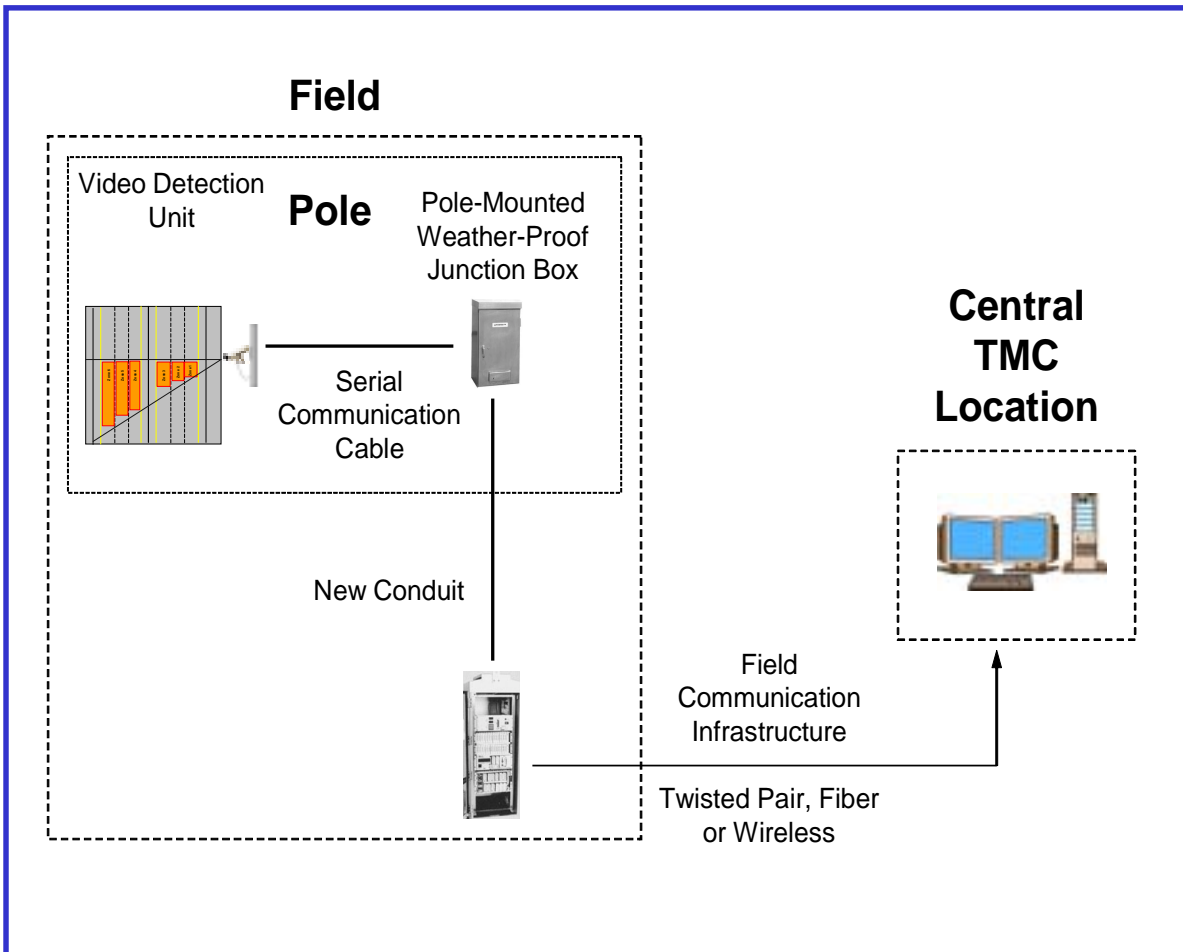 Field
Video Detection
Unit
Pole
Pole-Mounted
Weather-Proof
Junction Box
Serial
Communication
Cable
New Conduit
Central
TMC
Location
Field
Communication
Infrastructure
Twisted Pair, Fiber
or Wireless